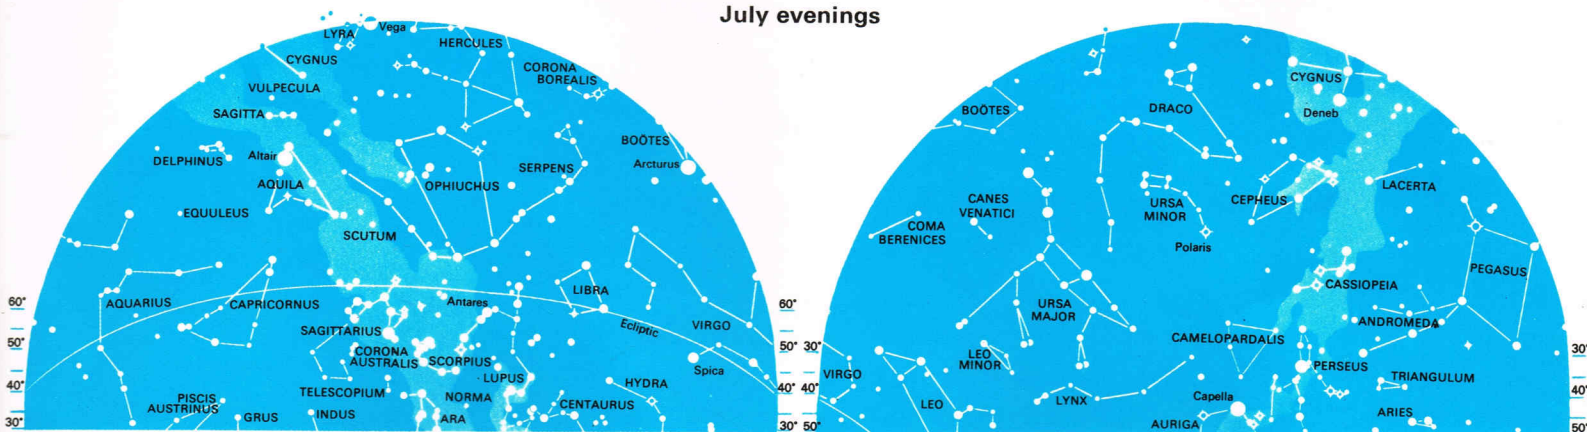 July evenings
LYRA
Vega
HERCULES
CYGNUS
CORONA
BOREALIS
VULPECULA
SAGITTA
BOÖTES
DELPHINUS
Altair
SERPENS
Arcturus
AQUILA
OPHIUCHUS
EQUULEUS
SCUTUM
AQUARIUS
CAPRICORNUS
Antares
LIBRA
60°
Ecliptic
VIRGO
SAGITTARIUS
50°
CORONA
AUSTRALIS
SCORPIUS
Spica
LUPUS
40°
HYDRA
TELESCOPIUM
PISCIS
AUSTRINUS
NORMA
CENTAURUS
GRUS
INDUS
ARA
30°
60°
50°
40°
30°
CYGNUS
BOÖTES
DRACO
Deneb
LACERTA
CANES
VENATICI
URSA
MINOR
CEPHEUS
COMA
BERENICES
Polaris
PEGASUS
CASSIOPEIA
URSA
MAJOR
ANDROMEDA
CAMELOPARDALIS
30°
LEO
MINOR
30°
VIRGO
PERSEUS
TRIANGULUM
40°
LYNX
Capella
40°
LEO
ARIES
50°
AURIGA
50°